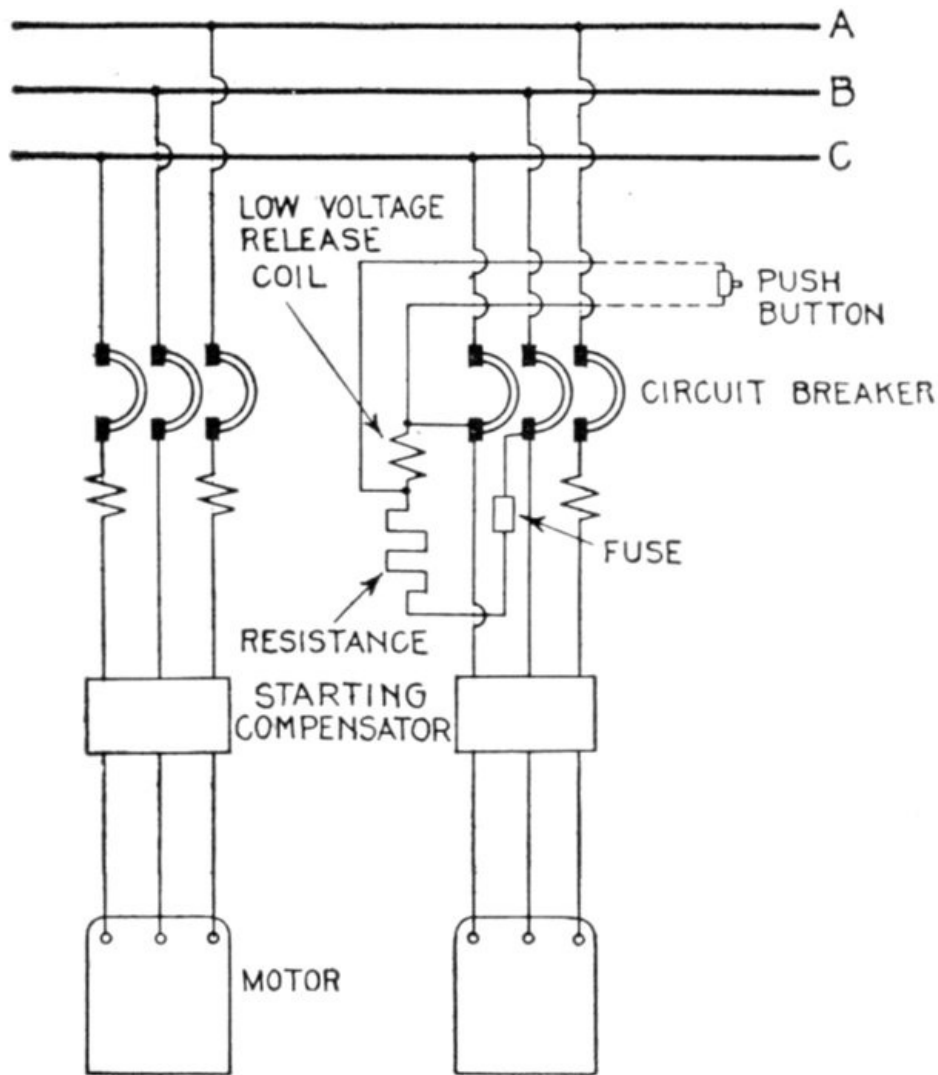 A
B
C
LOW VOLTAGE
RELEASE
COIL
PUSH
BUTTON
CIRCUIT BREAKER
FUSE
RESISTANCE
STARTING
COMPENSATOR
MOTOR